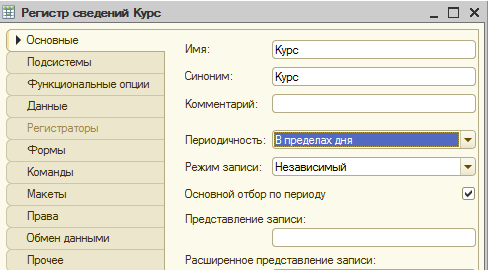 Регистр сведений Курс
Основные
Подсистемы
Функциональные опции
Данные
Регистраторы
Формы
Команды
Макеты
Права
Обмен данными
Прочее
Имя: Курс
Синоним: Курс
Комментарий:
Периодичность: В пределах дня
Режим записи: Независимый
Основной отбор по периоду
Представление записи:
Расширенное представление записи: